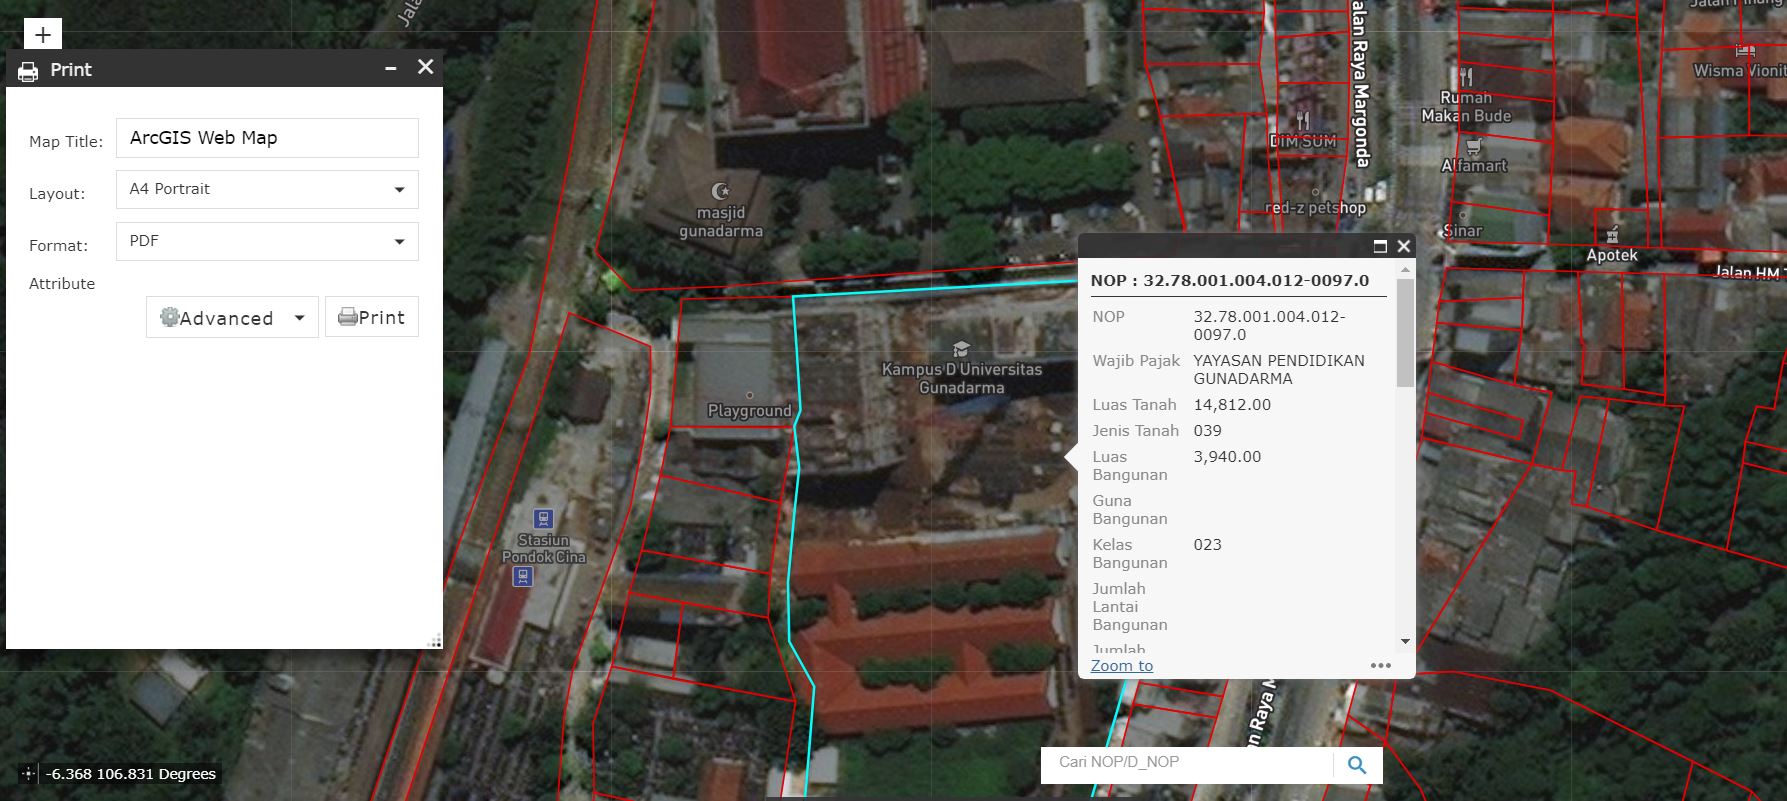 +
Print
Map Title:
ArcGIS Web Map
Layout:
A4 Portrait
Format:
PDF
Attribute
Advanced
Print
masjid
gunadarma
Kampus D Universitas
Gunadarma
Playground
Stasiun
Pondok Cina
-6.368 106.831 Degrees
Jalan Raya Margonda
DIM SUM
red-z petshop
Rumah
Makan Bude
Alfamart
Sinar
Apotek
Jalan HM
NOP : 32.78.001.004.012-0097.0
NOP
32.78.001.004.012-
0097.0
Wajib Pajak
YAYASAN PENDIDIKAN
GUNADARMA
Luas Tanah
14,812.00
Jenis Tanah
039
Luas
Bangunan
3,940.00
Guna
Bangunan
Kelas
Bangunan
023
Jumlah
Lantai
Bangunan
Jumlah
Zoom to
Cari NOP/D_NOP